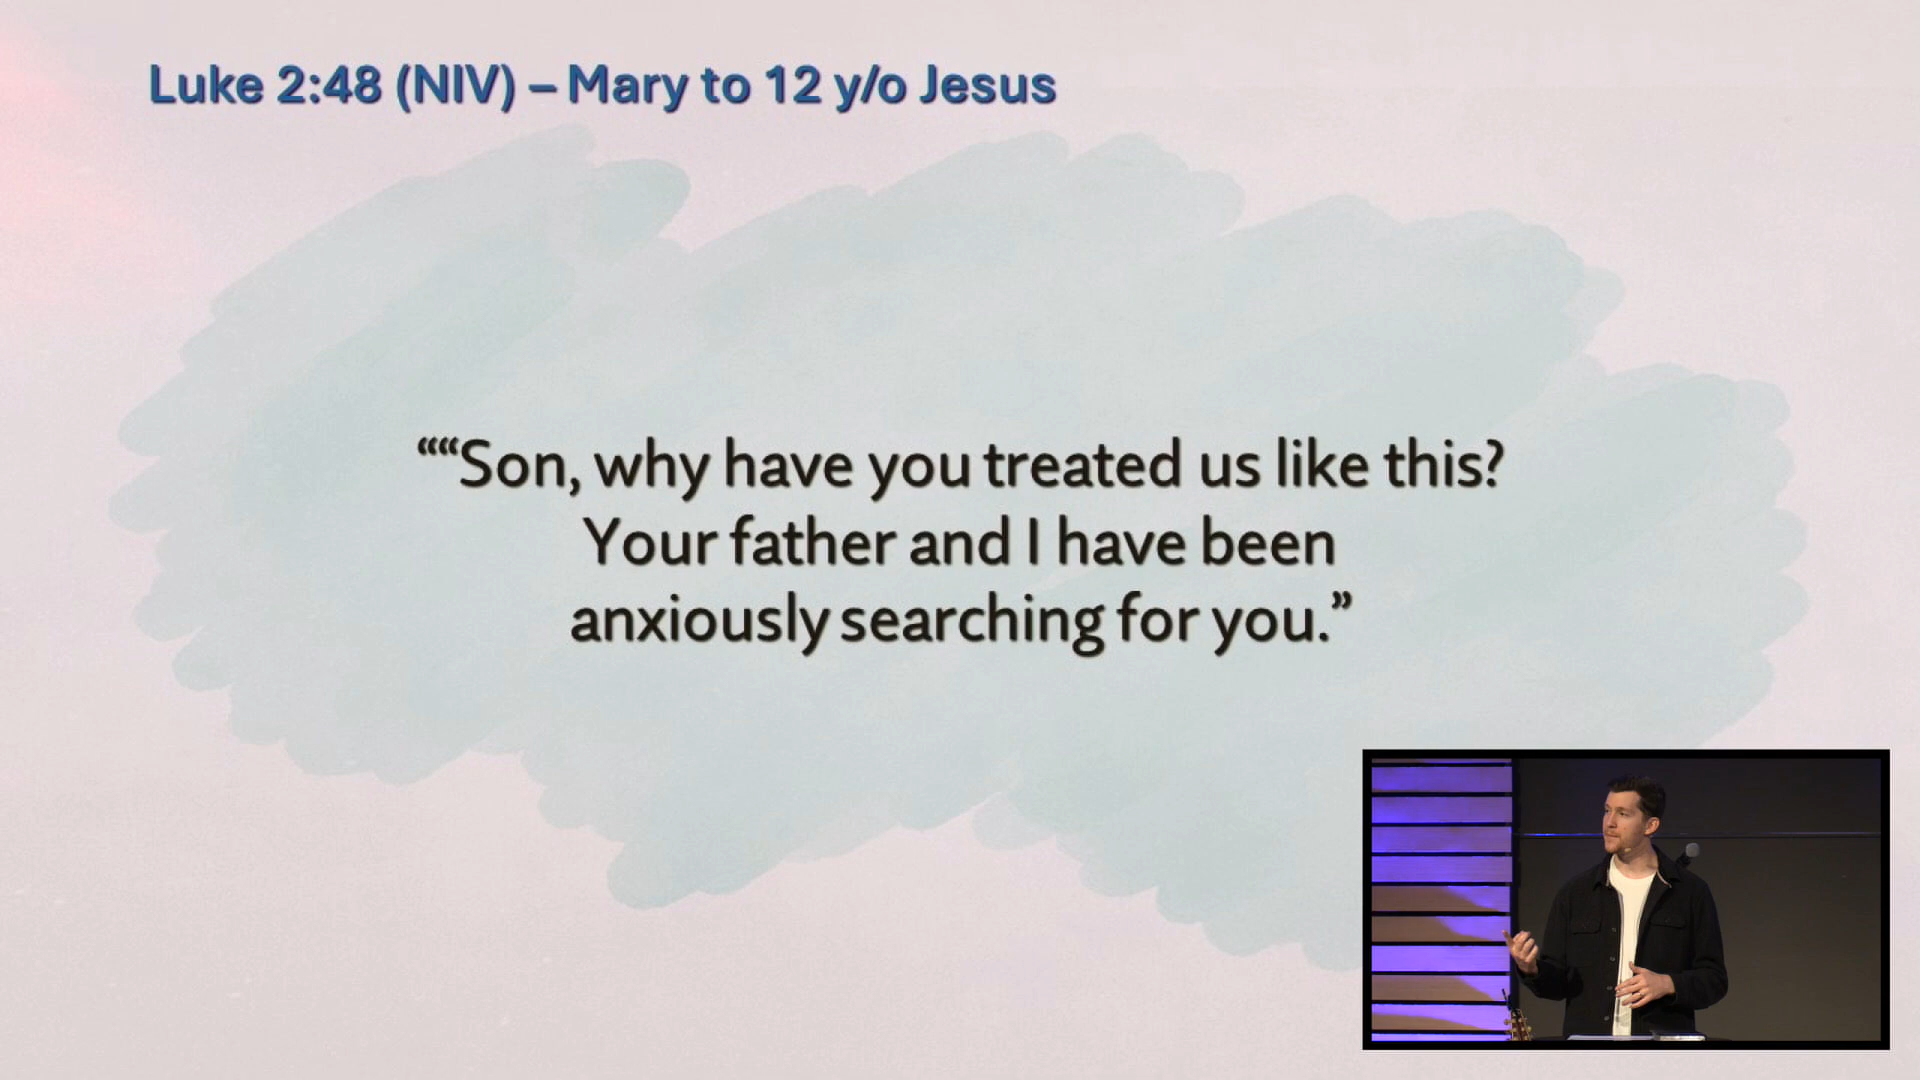 Luke 2:48 (NIV) – Mary to 12 y/o Jesus
““Son, why have you treated us like this?
Your father and I have been
anxiously searching for you.”